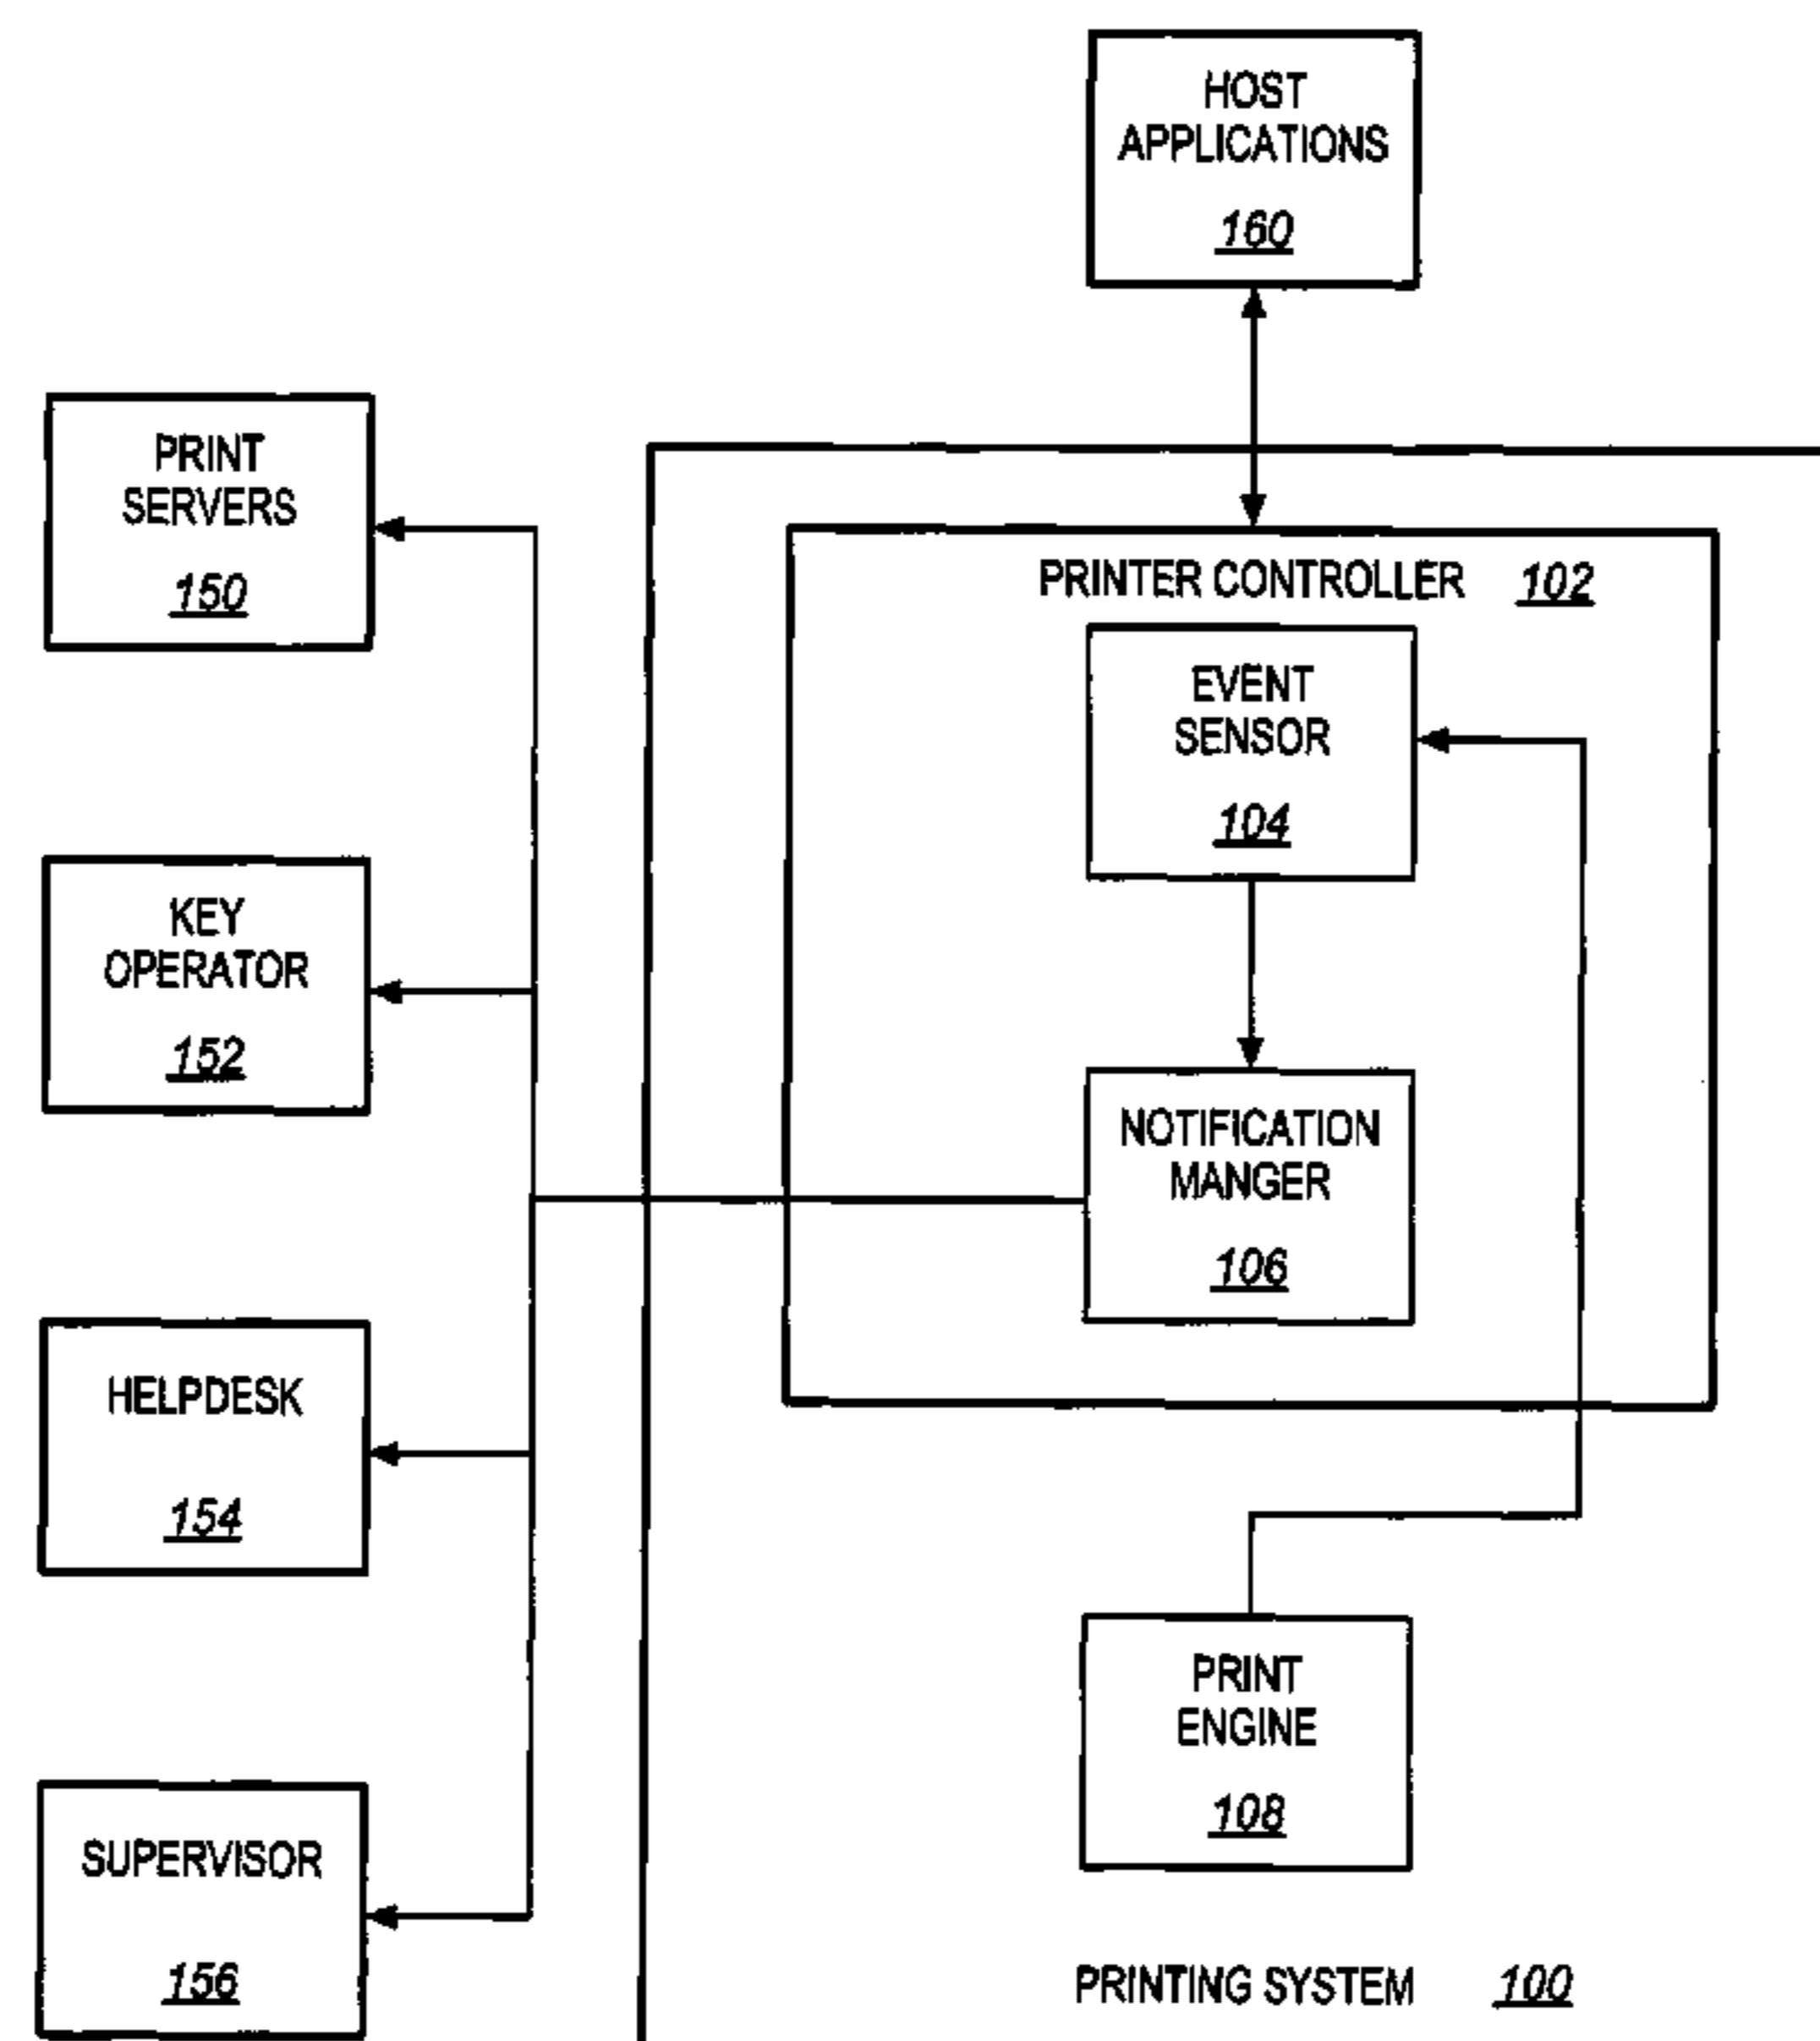 HOST
APPLICATIONS
160
PRINT
SERVERS
150
PRINTER CONTROLLER 102
EVENT
SENSOR
104
KEY
OPERATOR
152
NOTIFICATION
MANGER
106
HELPDESK
154
PRINT
ENGINE
108
SUPERVISOR
156
PRINTING SYSTEM 100